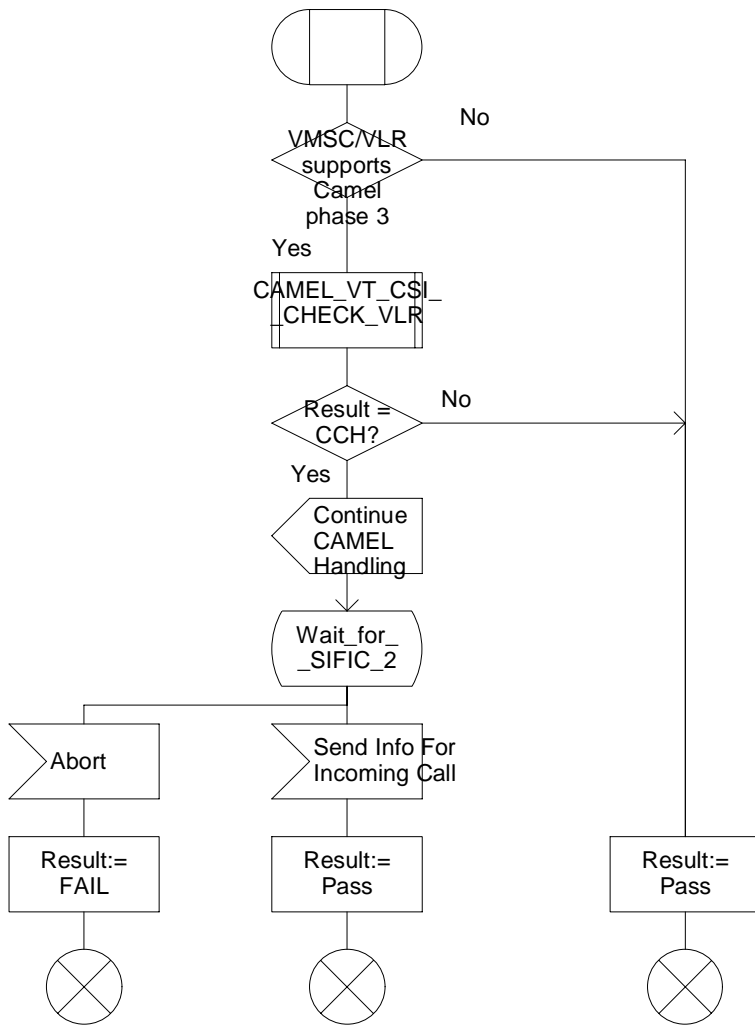 No
VMSC/VLR
supports
Camel
phase 3
Yes
CAMEL_VT_CSI_
_CHECK_VLR
Result =
CCH?
No
Yes
Continue
CAMEL
Handling
Wait_for_
_SIFIC_2
Abort
Send Info For
Incoming Call
Result:=
FAIL
Result:=
Pass
Result:=
Pass